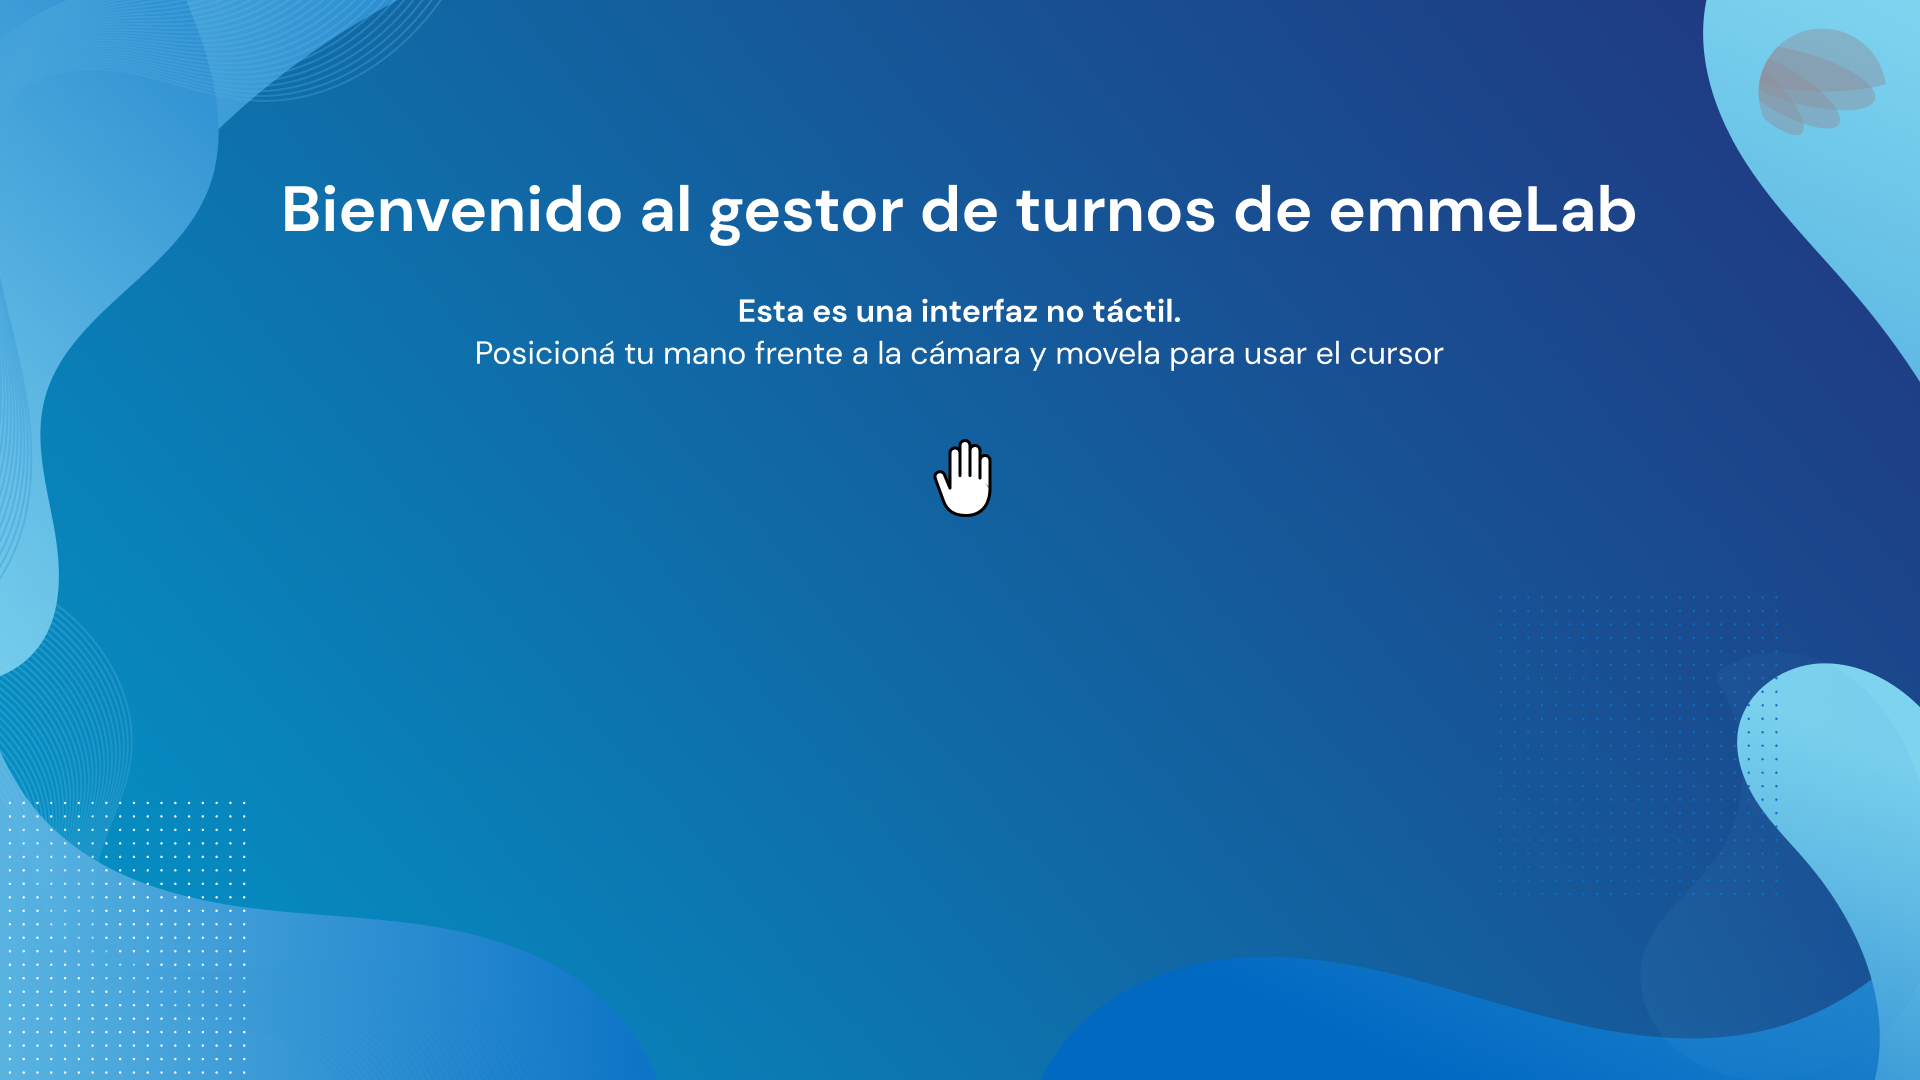 Bienvenido al gestor de turnos de emmeLab
Esta es una interfaz no táctil.
Posicioná tu mano frente a la cámara y movela para usar el cursor